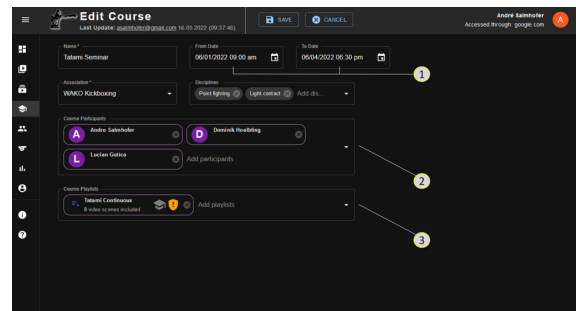 Edit Course
Last Update: asalmhofer@gmail.com 16.05.2022 (09:37:46)
SAVE
CANCEL
André Salmhofer
Accessed through: google.com
A
Name *
Tatami Seminar
From Date
06/01/2022 09:00 am
To Date
06/04/2022 06:30 pm
1
Association *
WAKO Kickboxing
Disciplines
Point fighting
Light contact
Add dis...
Course Participants
A
Andre Salmhofer
D
Dominik Hoelbling
L
Lucian Gutica
Add participants
2
Course Playlists
Tatami Continuous
8 video scenes included
Add playlists
3